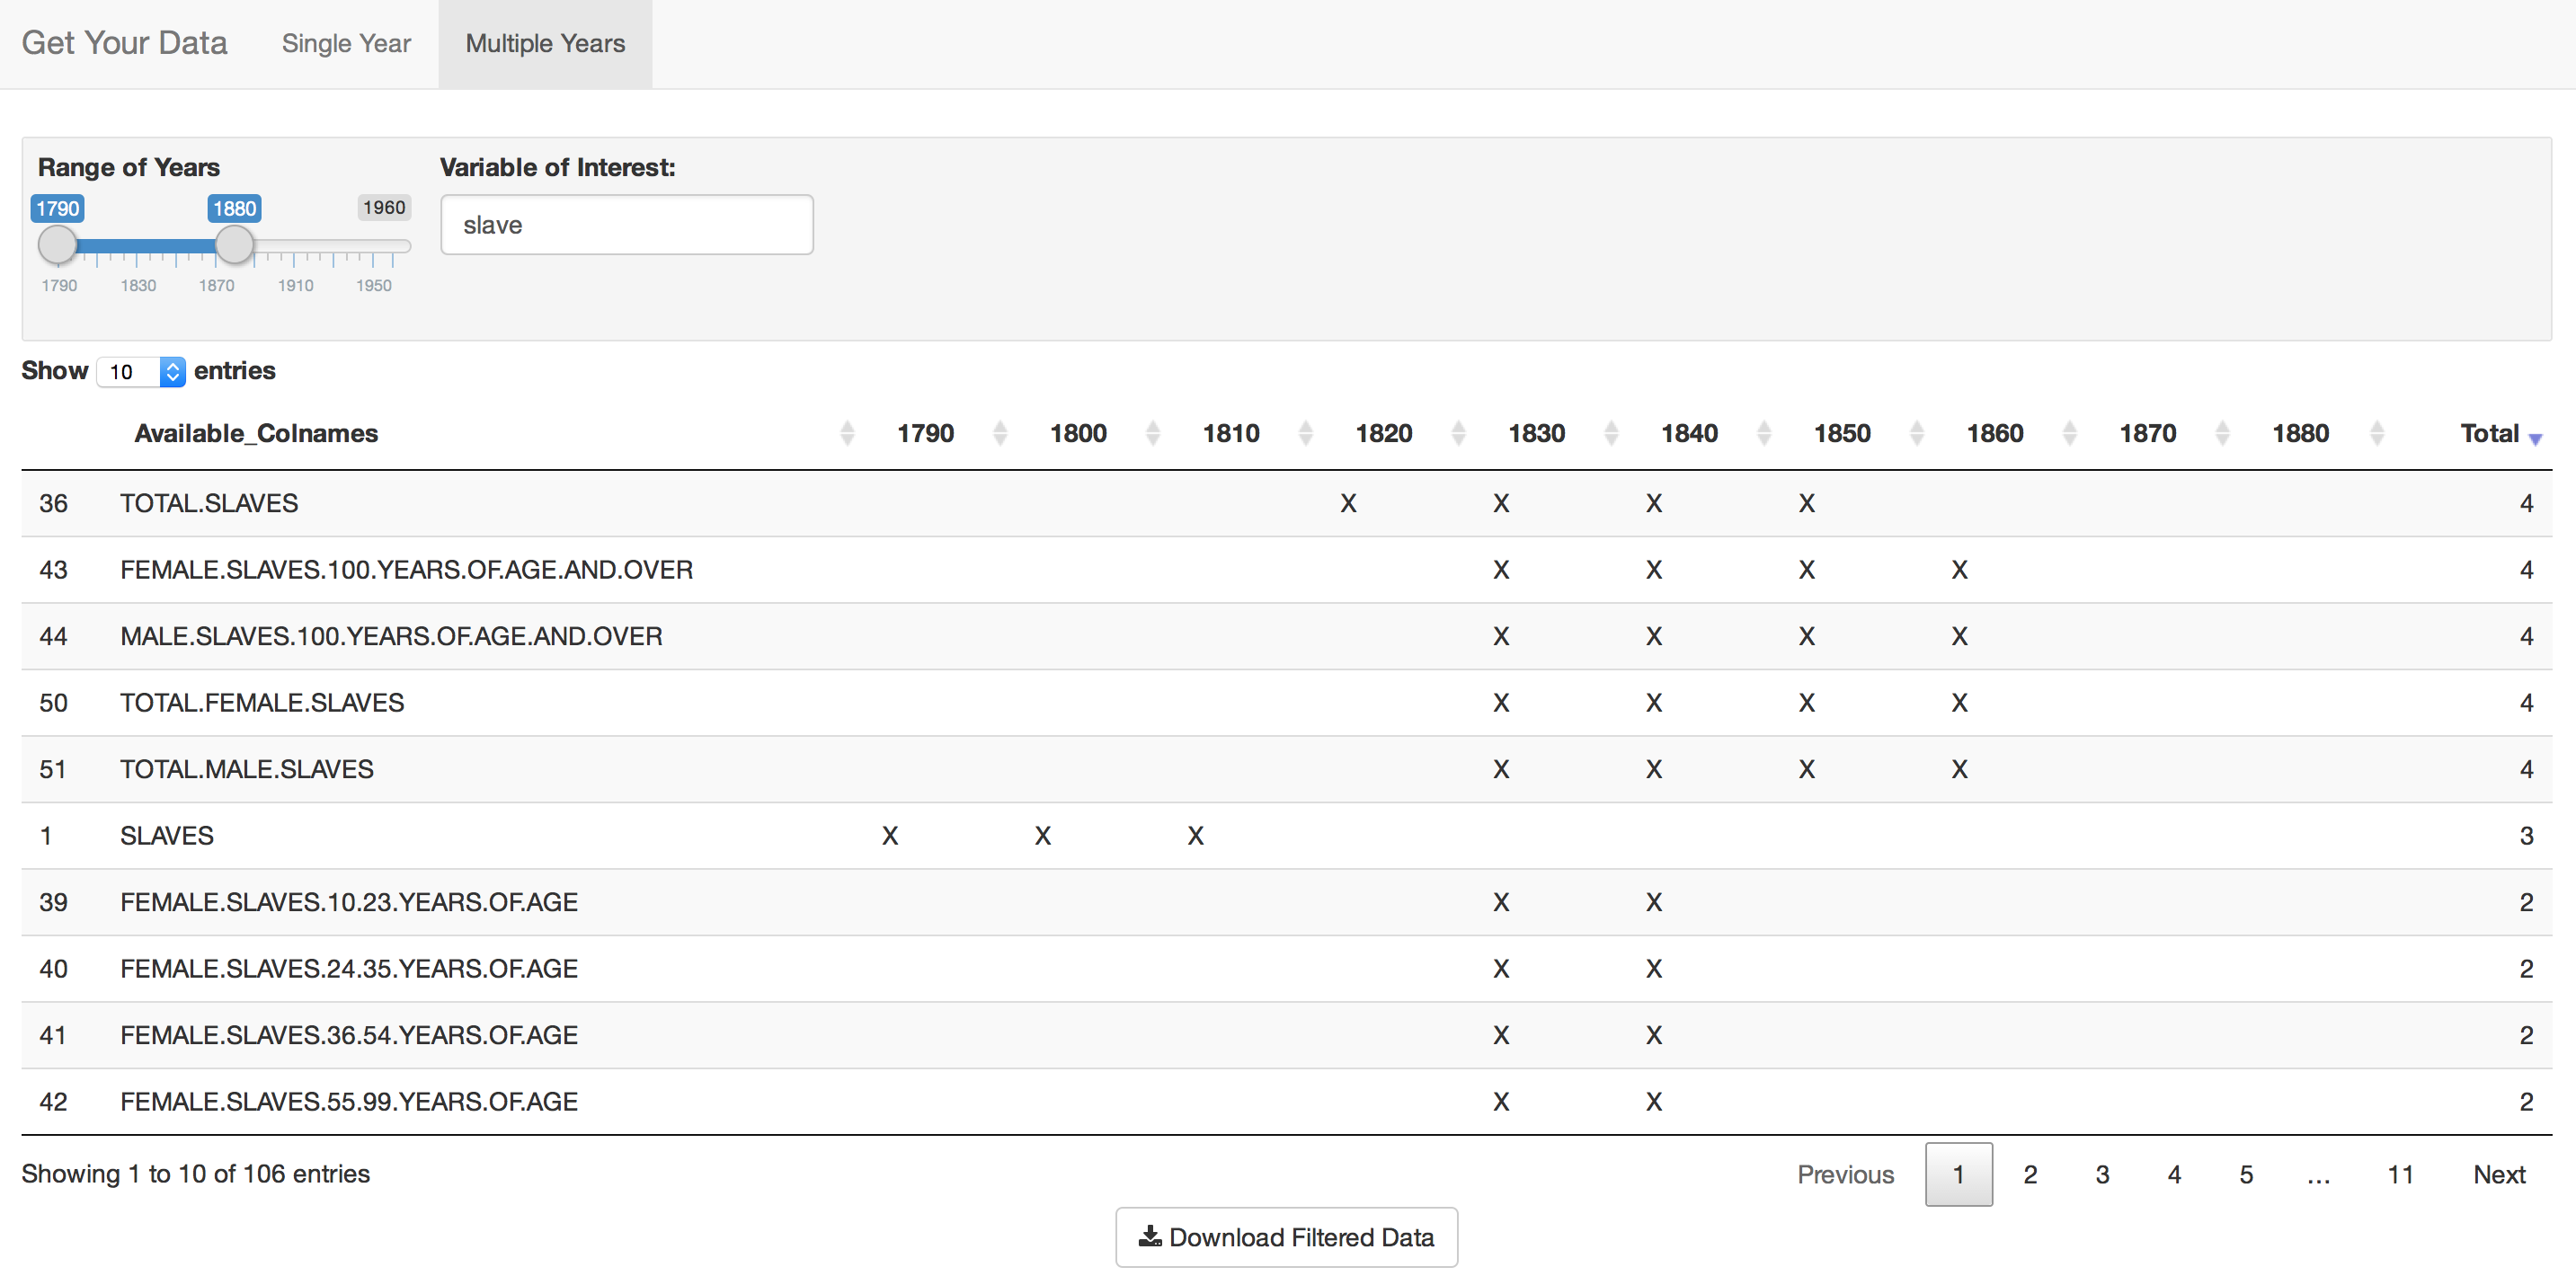 Get Your Data Single Year Multiple Years
Range of Years Variable of Interest:
1790 1880 1960
slave
1790 1830 1870 1910 1950
Show 10 entries
Available_Colnames 1790 1800 1810 1820 1830 1840 1850 1860 1870 1880 Total
36 TOTAL.SLAVES X X X X 4
43 FEMALE.SLAVES.100.YEARS.OF.AGE.AND.OVER X X X X 4
44 MALE.SLAVES.100.YEARS.OF.AGE.AND.OVER X X X X 4
50 TOTAL.FEMALE.SLAVES X X X X 4
51 TOTAL.MALE.SLAVES X X X X 4
1 SLAVES X X X 3
39 FEMALE.SLAVES.10.23.YEARS.OF.AGE X X 2
40 FEMALE.SLAVES.24.35.YEARS.OF.AGE X X 2
41 FEMALE.SLAVES.36.54.YEARS.OF.AGE X X 2
42 FEMALE.SLAVES.55.99.YEARS.OF.AGE X X 2
Showing 1 to 10 of 106 entries Previous 1 2 3 4 5 ... 11 Next
Download Filtered Data